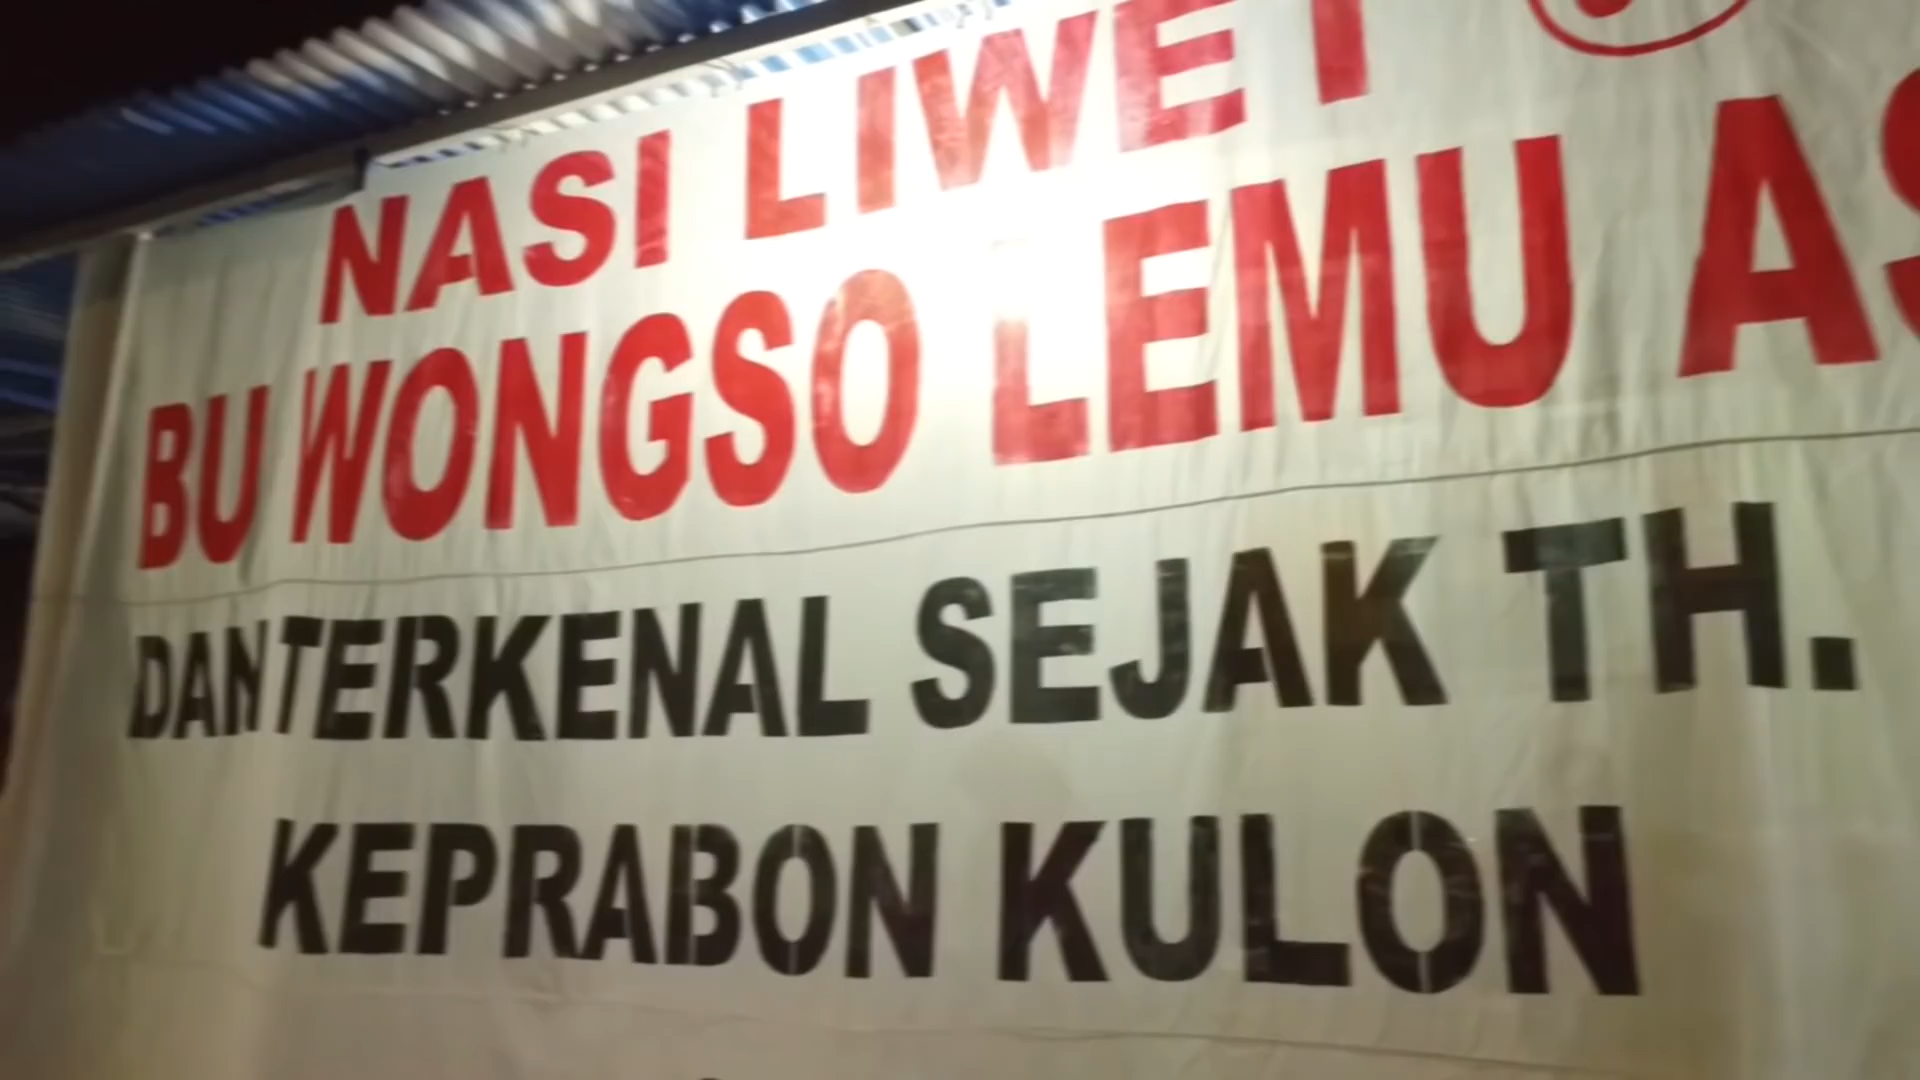 NASI LIWET
BU WONGSO LEMU
DAN TERKENAL SEJAK TH.
KEPRABON KULON